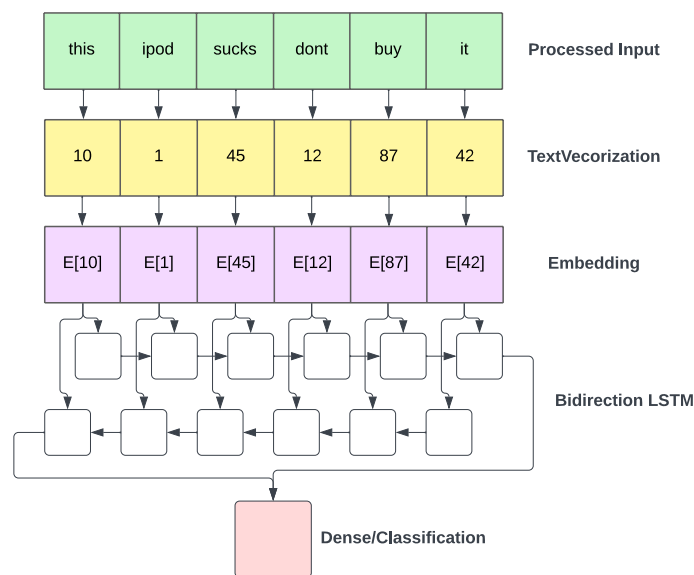 this ipod sucks dont buy it Processed Input
10 1 45 12 87 42 TextVecorization
E[10] E[1] E[45] E[12] E[87] E[42] Embedding
Bidirection LSTM
Dense/Classification